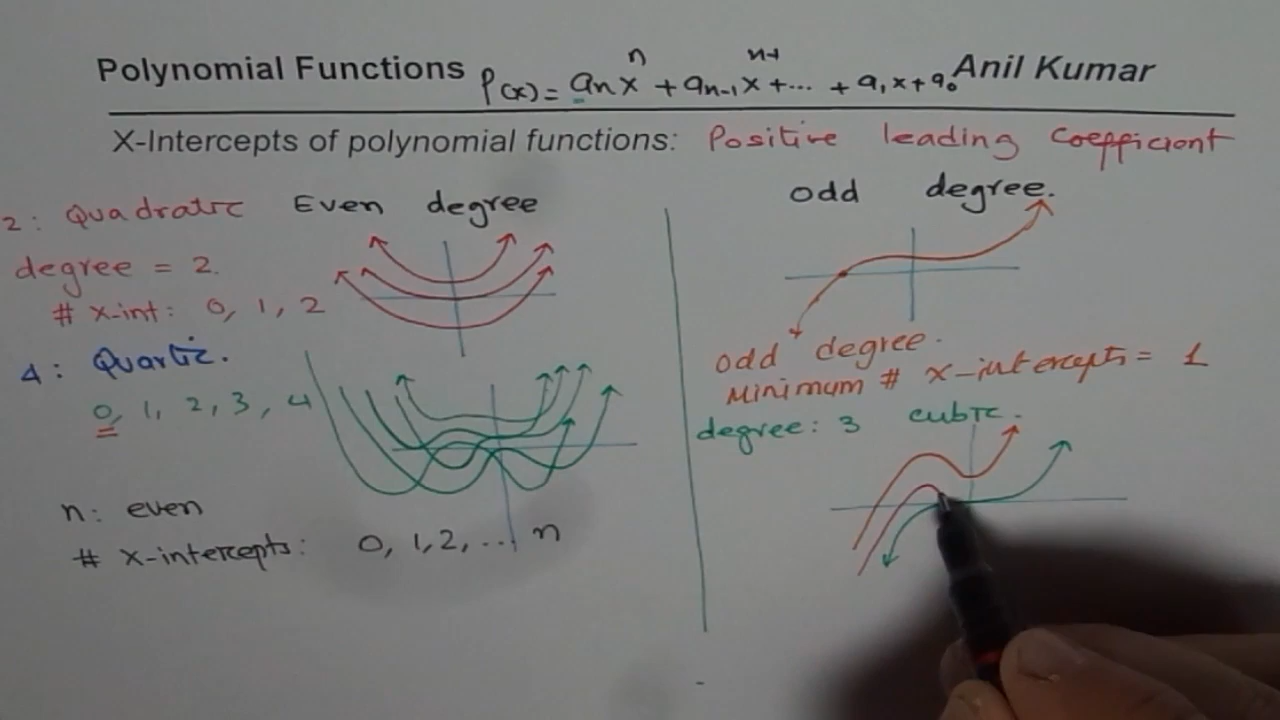 Polynomial Functions P(x) = aₙxⁿ + aₙ₋₁xⁿ⁻¹ + ... + a₁x + a₀ Anil Kumar
X-Intercepts of polynomial functions: Positive leading coefficient
2: Quadratic Even degree
degree = 2.
# x-int: 0, 1, 2
4: Quartic.
0, 1, 2, 3, 4
n: even
# x-intercepts: 0, 1, 2, ... n
odd degree.
odd degree.
Minimum # x-intercepts = 1
degree: 3 cubic.